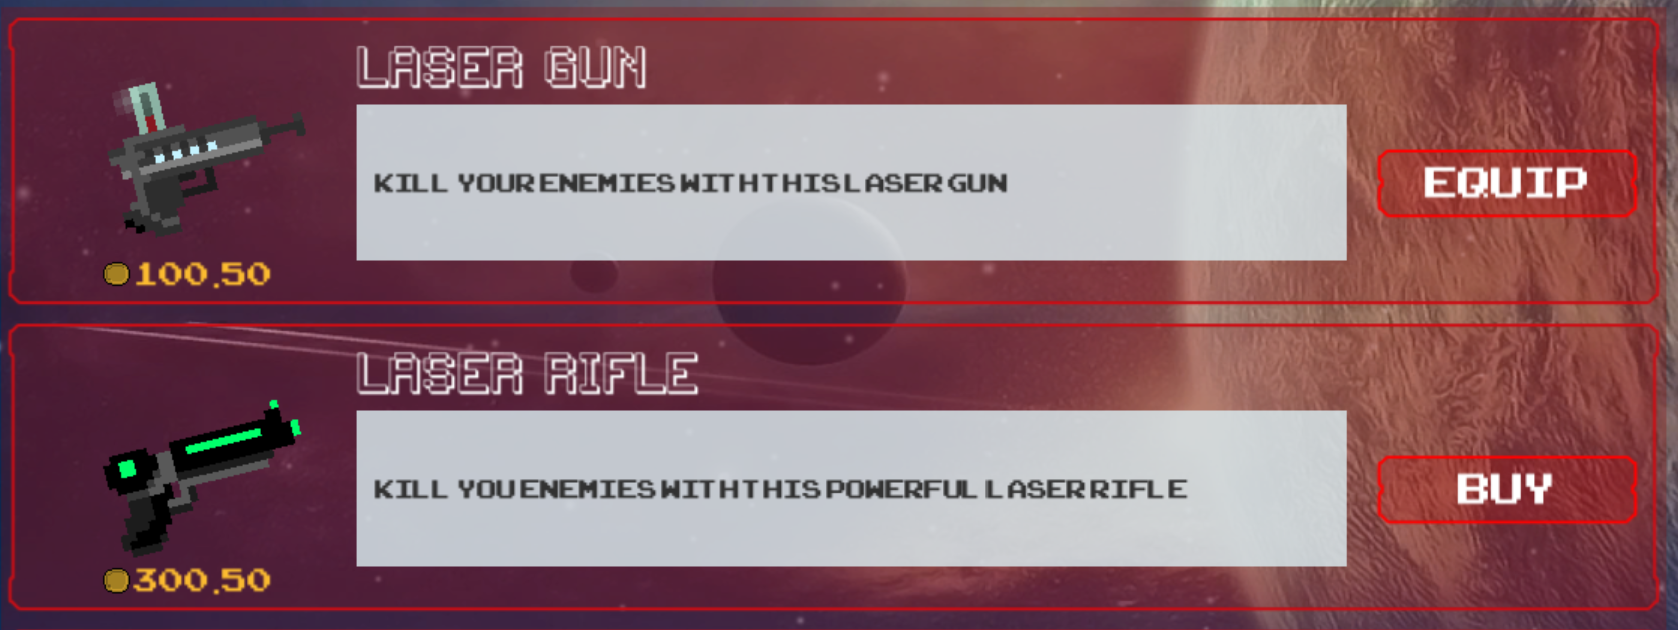 LASER GUN
KILL YOUR ENEMIES WITH THIS LASER GUN
EQUIP
100.50
LASER RIFLE
KILL YOU ENEMIES WITH THIS POWERFUL LASER RIFLE
BUY
300.50